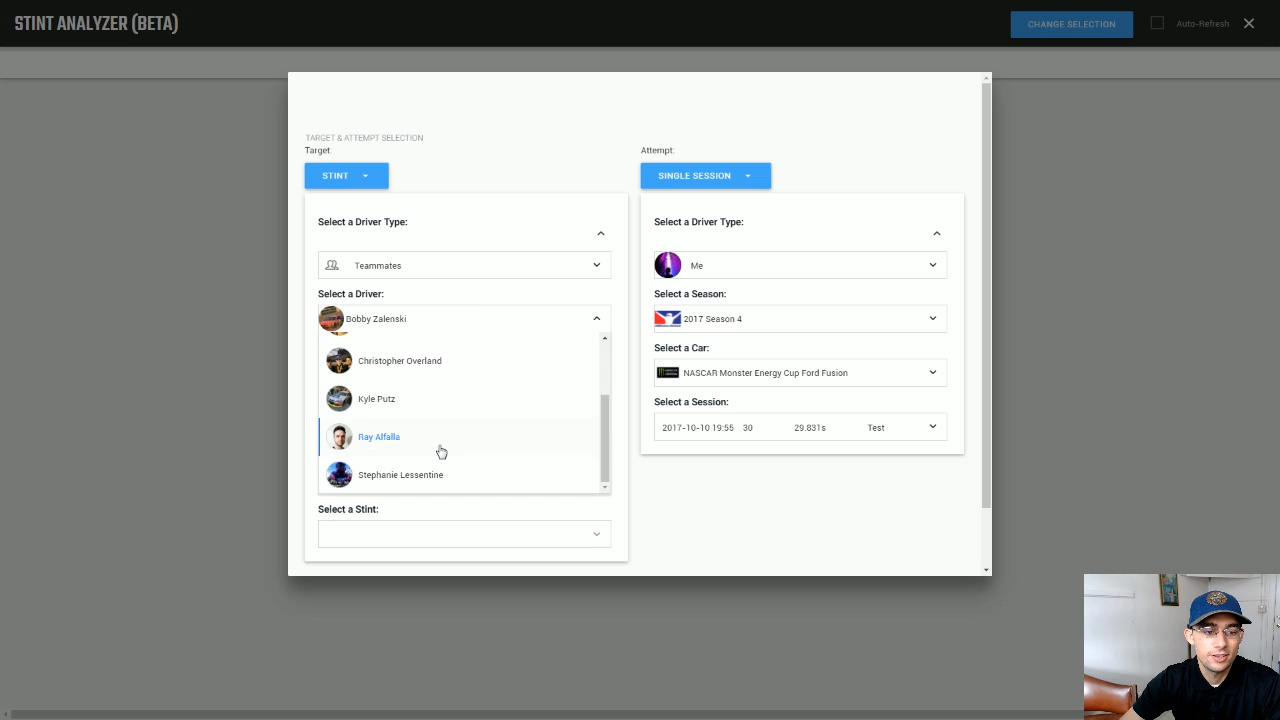 STINT ANALYZER (BETA)
CHANGE SELECTION
Auto-Refresh
TARGET & ATTEMPT SELECTION
Target:
STINT
Select a Driver Type:
Teammates
Select a Driver:
Bobby Zalenski
Christopher Overland
Kyle Putz
Ray Alfalla
Stephanie Lessentine
Select a Stint:
Attempt:
SINGLE SESSION
Select a Driver Type:
Me
Select a Season:
2017 Season 4
Select a Car:
NASCAR Monster Energy Cup Ford Fusion
Select a Session:
2017-10-10 19:55 30 29.831s Test